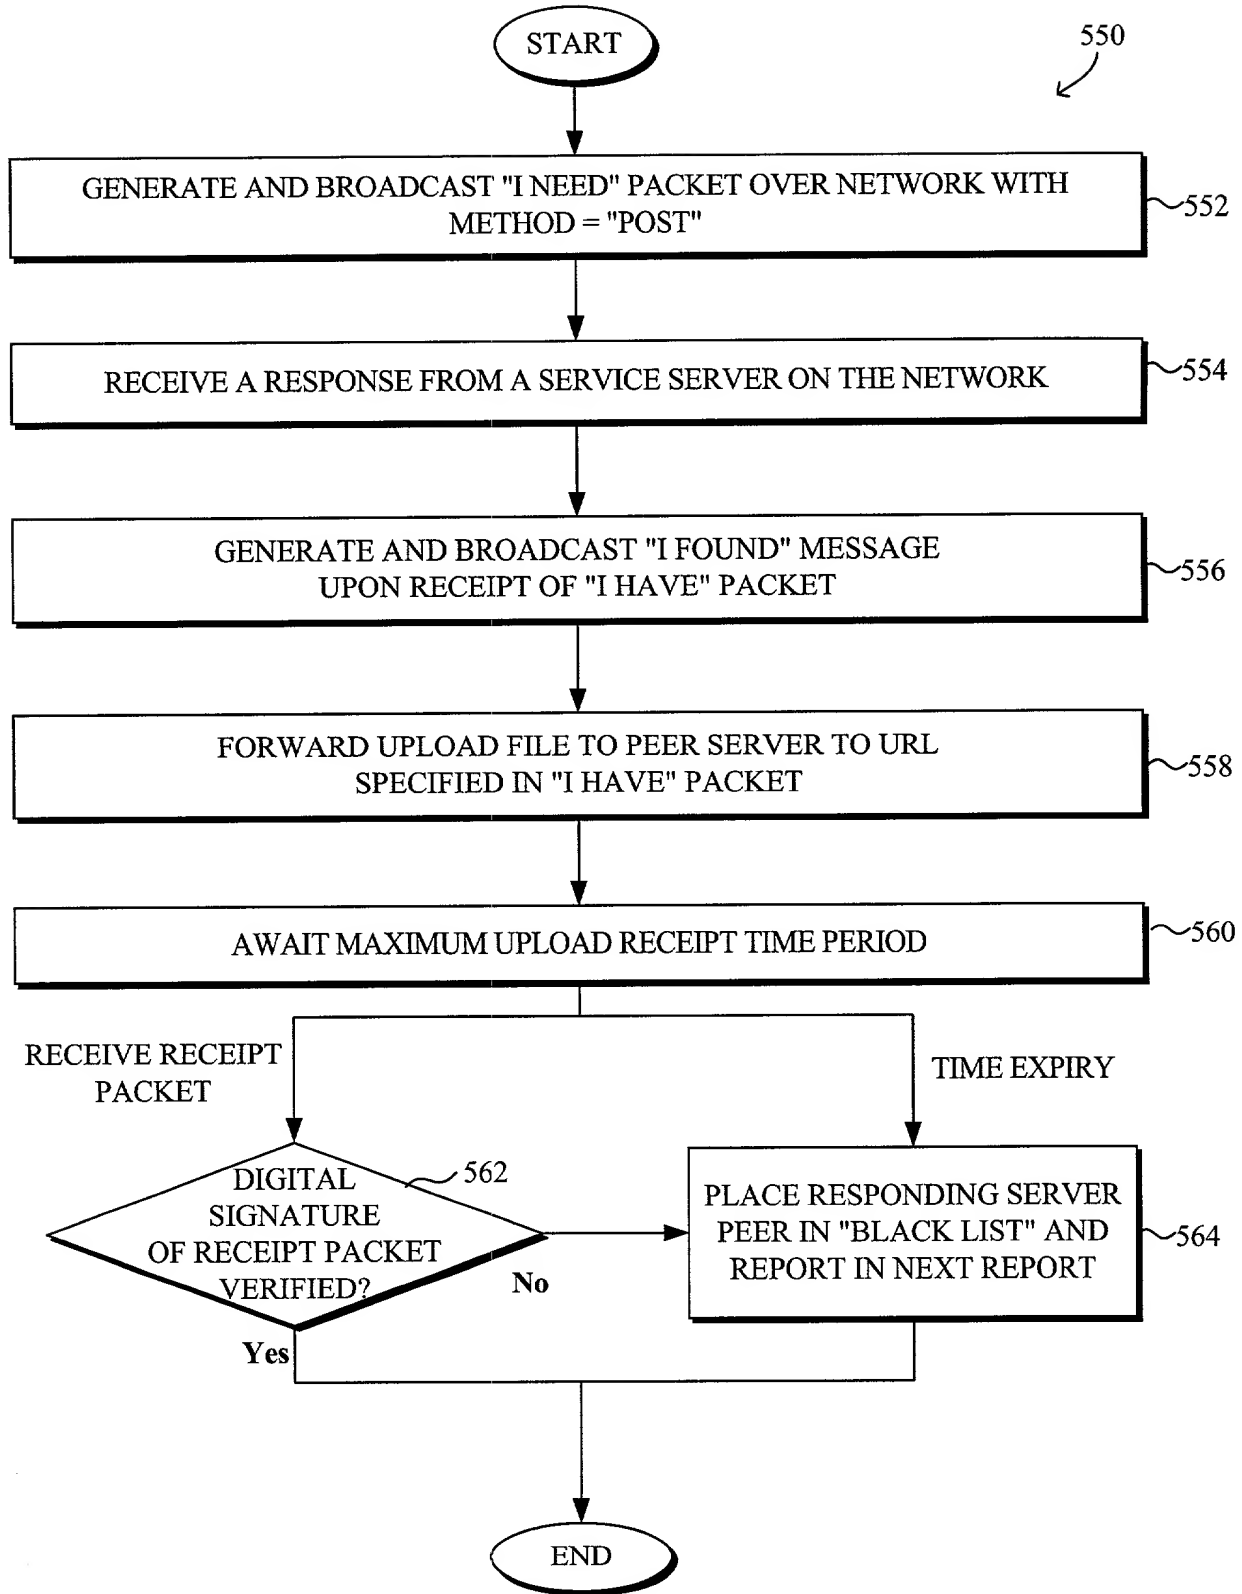 START
550
GENERATE AND BROADCAST "I NEED" PACKET OVER NETWORK WITH
METHOD = "POST"
552
RECEIVE A RESPONSE FROM A SERVICE SERVER ON THE NETWORK
554
GENERATE AND BROADCAST "I FOUND" MESSAGE
UPON RECEIPT OF "I HAVE" PACKET
556
FORWARD UPLOAD FILE TO PEER SERVER TO URL
SPECIFIED IN "I HAVE" PACKET
558
AWAIT MAXIMUM UPLOAD RECEIPT TIME PERIOD
560
RECEIVE RECEIPT
PACKET
TIME EXPIRY
DIGITAL
SIGNATURE
OF RECEIPT PACKET
VERIFIED?
562
No
Yes
PLACE RESPONDING SERVER
PEER IN "BLACK LIST" AND
REPORT IN NEXT REPORT
564
END